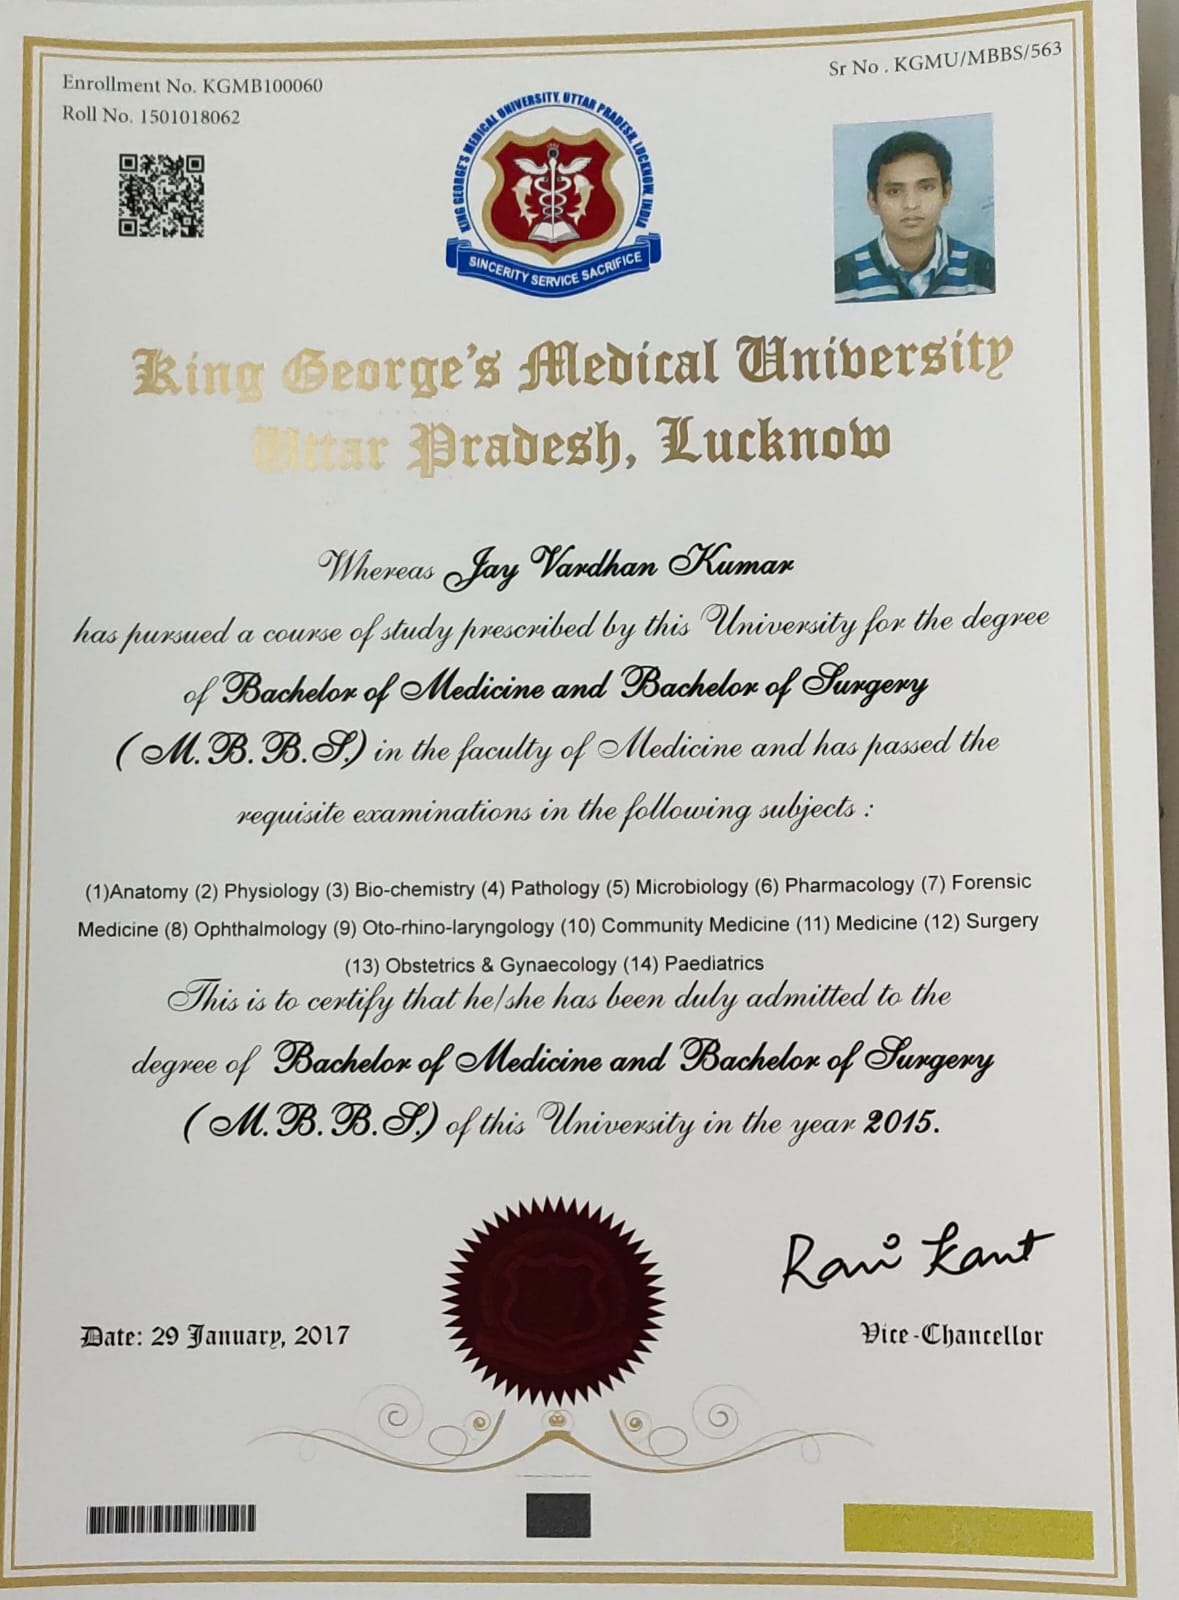 Enrollment No. KGMB100060
Roll No. 1501018062
Sr No . KGMU/MBBS/563
KING GEORGE'S MEDICAL UNIVERSITY, UTTAR PRADESH, LUCKNOW, INDIA
SINCERITY SERVICE SACRIFICE
King George's Medical University
Uttar Pradesh, Lucknow
Whereas Jay Vardhan Kumar
has pursued a course of study prescribed by this University for the degree
of Bachelor of Medicine and Bachelor of Surgery
( M. B. B. S.) in the faculty of Medicine and has passed the
requisite examinations in the following subjects :
(1)Anatomy (2) Physiology (3) Bio-chemistry (4) Pathology (5) Microbiology (6) Pharmacology (7) Forensic
Medicine (8) Ophthalmology (9) Oto-rhino-laryngology (10) Community Medicine (11) Medicine (12) Surgery
(13) Obstetrics & Gynaecology (14) Paediatrics
This is to certify that he/she has been duly admitted to the
degree of Bachelor of Medicine and Bachelor of Surgery
( M. B. B. S.) of this University in the year 2015.
Ravi Kant
Date: 29 January, 2017
Vice-Chancellor